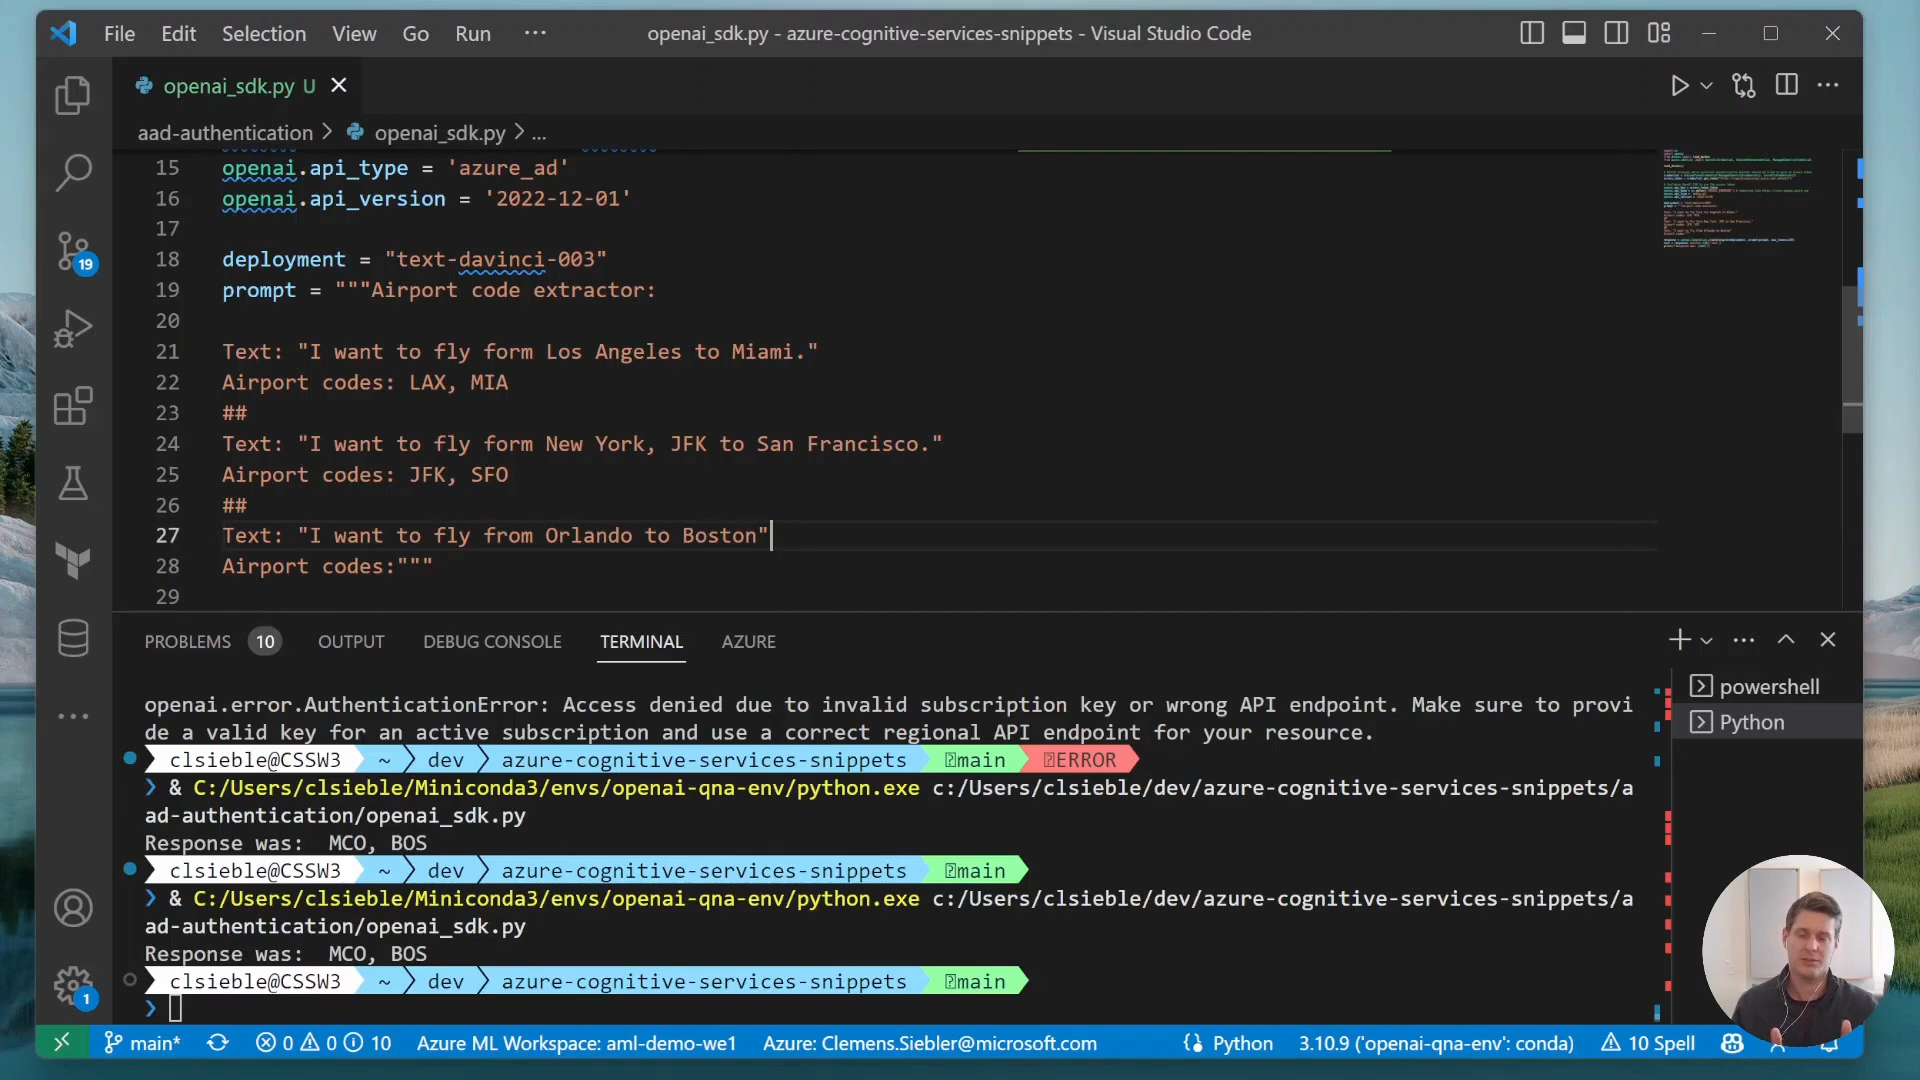 File Edit Selection View Go Run ··· openai_sdk.py - azure-cognitive-services-snippets - Visual Studio Code
openai_sdk.py U
aad-authentication > openai_sdk.py > ...
15 openai.api_type = 'azure_ad'
16 openai.api_version = '2022-12-01'
17
18 deployment = "text-davinci-003"
19 prompt = """Airport code extractor:
20
21 Text: "I want to fly form Los Angeles to Miami."
22 Airport codes: LAX, MIA
23 ##
24 Text: "I want to fly form New York, JFK to San Francisco."
25 Airport codes: JFK, SFO
26 ##
27 Text: "I want to fly from Orlando to Boston"
28 Airport codes:"""
29
19
PROBLEMS 10 OUTPUT DEBUG CONSOLE TERMINAL AZURE
powershell
Python
openai.error.AuthenticationError: Access denied due to invalid subscription key or wrong API endpoint. Make sure to provi
de a valid key for an active subscription and use a correct regional API endpoint for your resource.
clsieble@CSSW3 ~ dev azure-cognitive-services-snippets main ERROR
❯ & C:/Users/clsieble/Miniconda3/envs/openai-qna-env/python.exe c:/Users/clsieble/dev/azure-cognitive-services-snippets/a
ad-authentication/openai_sdk.py
Response was:  MCO, BOS
clsieble@CSSW3 ~ dev azure-cognitive-services-snippets main
❯ & C:/Users/clsieble/Miniconda3/envs/openai-qna-env/python.exe c:/Users/clsieble/dev/azure-cognitive-services-snippets/a
ad-authentication/openai_sdk.py
Response was:  MCO, BOS
clsieble@CSSW3 ~ dev azure-cognitive-services-snippets main
❯
1
main* 0 0 10 Azure ML Workspace: aml-demo-we1 Azure: Clemens.Siebler@microsoft.com Python 3.10.9 ('openai-qna-env': conda) 10 Spell